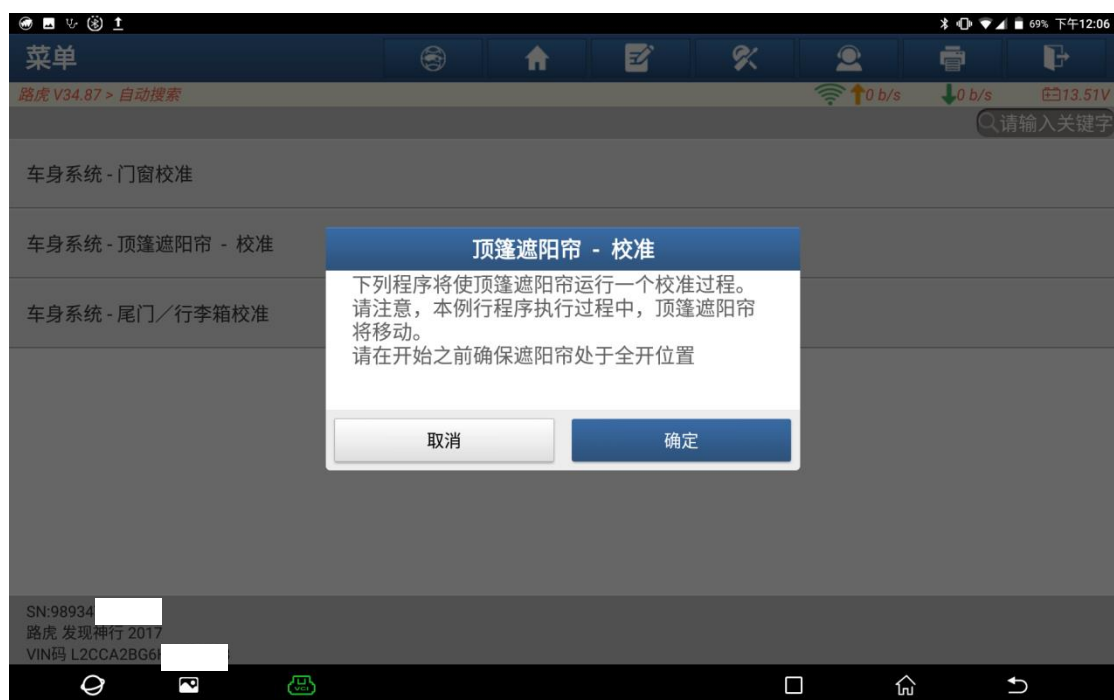 69% 下午12:06
菜单
路虎 V34.87 > 自动搜索
0 b/s
0 b/s
13.51V
请输入关键字
车身系统 - 门窗校准
车身系统 - 顶篷遮阳帘 - 校准
车身系统 - 尾门／行李箱校准
顶篷遮阳帘 - 校准
下列程序将使顶篷遮阳帘运行一个校准过程。
请注意，本例行程序执行过程中，顶篷遮阳帘
将移动。
请在开始之前确保遮阳帘处于全开位置
取消
确定
SN:98934
路虎 发现神行 2017
VIN码 L2CCA2BG6
VCI